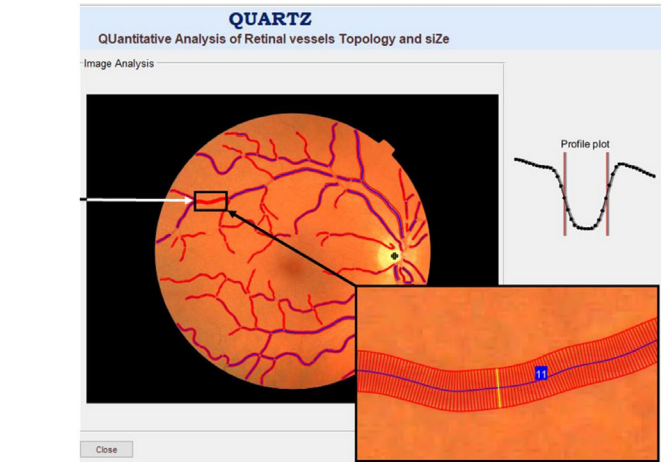 QUARTZ
QUantitative Analysis of Retinal vessels Topology and siZe
Image Analysis
Profile plot
11
Close